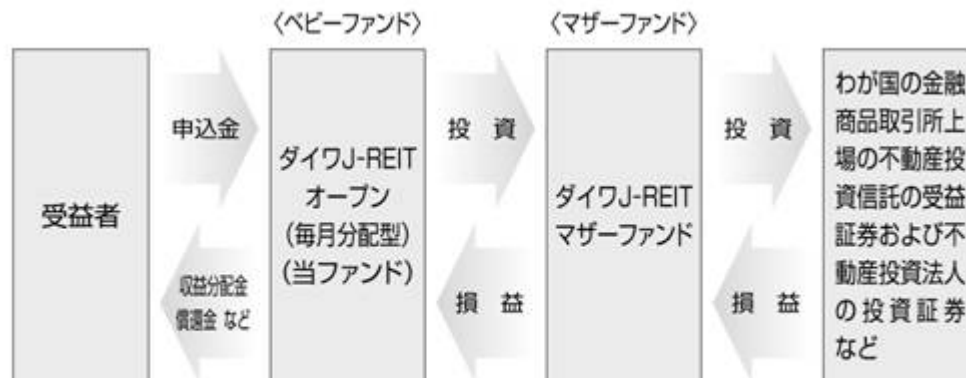 〈ベビーファンド〉
〈マザーファンド〉
受益者
申込金
収益分配金
償還金 など
ダイワJ-REIT
オープン
(毎月分配型)
(当ファンド)
投 資
損 益
ダイワJ-REIT
マザーファンド
投 資
損 益
わが国の金融
商品取引所上
場の不動産投
資信託の受益
証券および不
動産投資法人
の投資証券
など